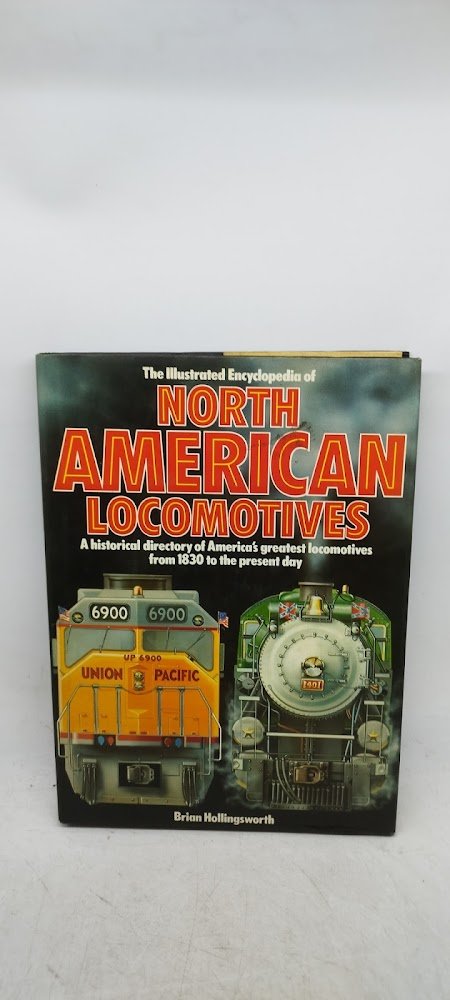 The Illustrated Encyclopedia of
NORTH
AMERICAN
LOCOMOTIVES
A historical directory of America's greatest locomotives
from 1830 to the present day
6900 6900
UP 6900
UNION PACIFIC
1401
Brian Hollingsworth